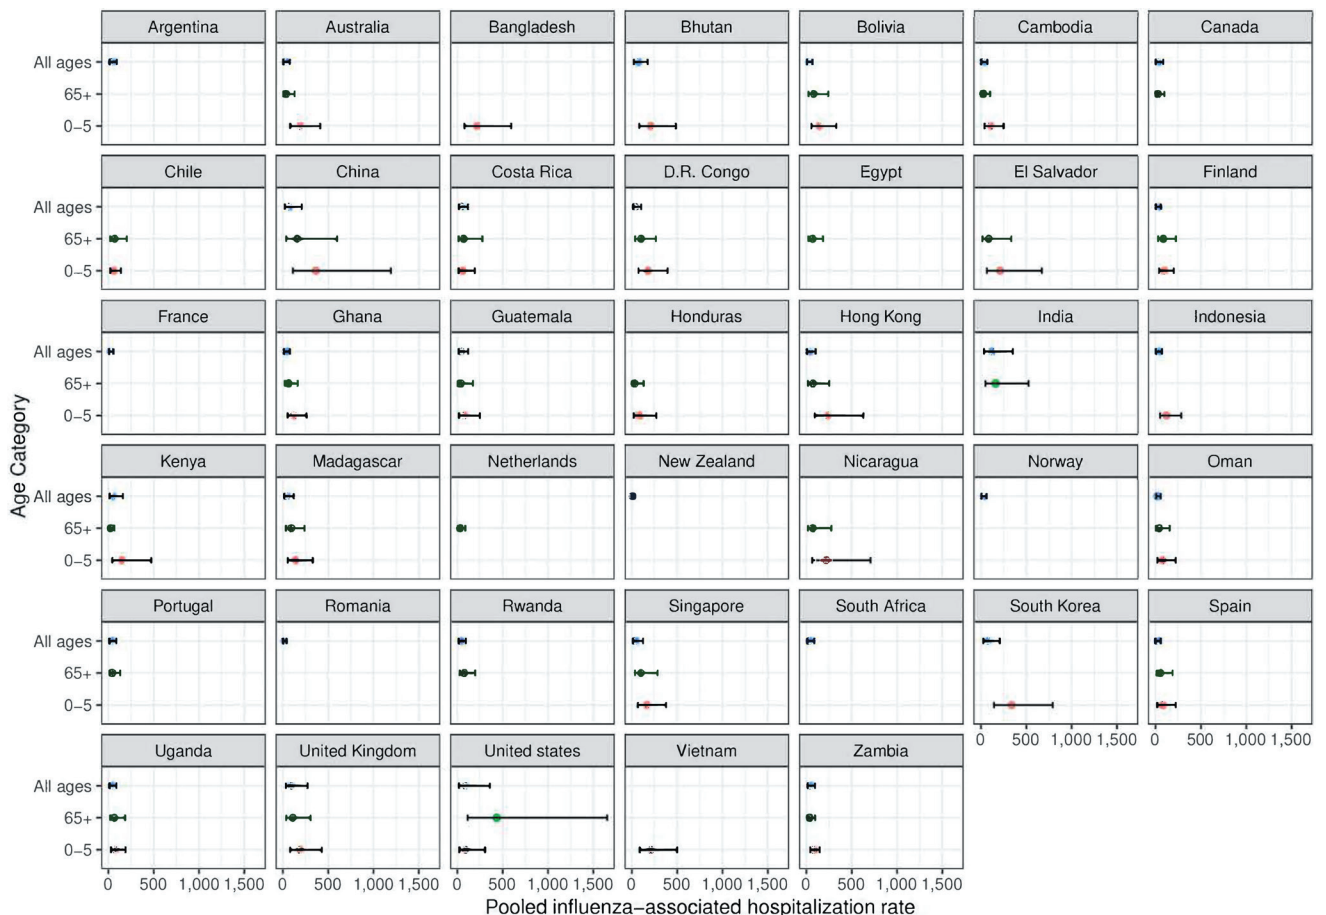 Argentina Australia Bangladesh Bhutan Bolivia Cambodia Canada
All ages
65+
0−5
Chile China Costa Rica D.R. Congo Egypt El Salvador Finland
All ages
65+
0−5
France Ghana Guatemala Honduras Hong Kong India Indonesia
All ages
65+
0−5
Age Category
Kenya Madagascar Netherlands New Zealand Nicaragua Norway Oman
All ages
65+
0−5
Portugal Romania Rwanda Singapore South Africa South Korea Spain
All ages
65+
0−5
0 500 1,000 1,500 0 500 1,000 1,500
Uganda United Kingdom United states Vietnam Zambia
All ages
65+
0−5
0 500 1,000 1,500 0 500 1,000 1,500 0 500 1,000 1,500 0 500 1,000 1,500 0 500 1,000 1,500
Pooled influenza−associated hospitalization rate